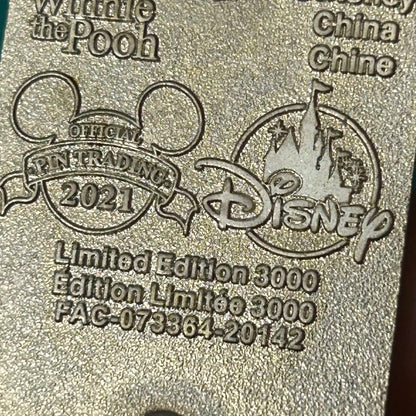 Winnie
the Pooh
Disney
China
Chine
OFFICIAL
PIN TRADING
2021
Disney
Limited Edition 3000
Édition Limitée 3000
FAC-073364-20142